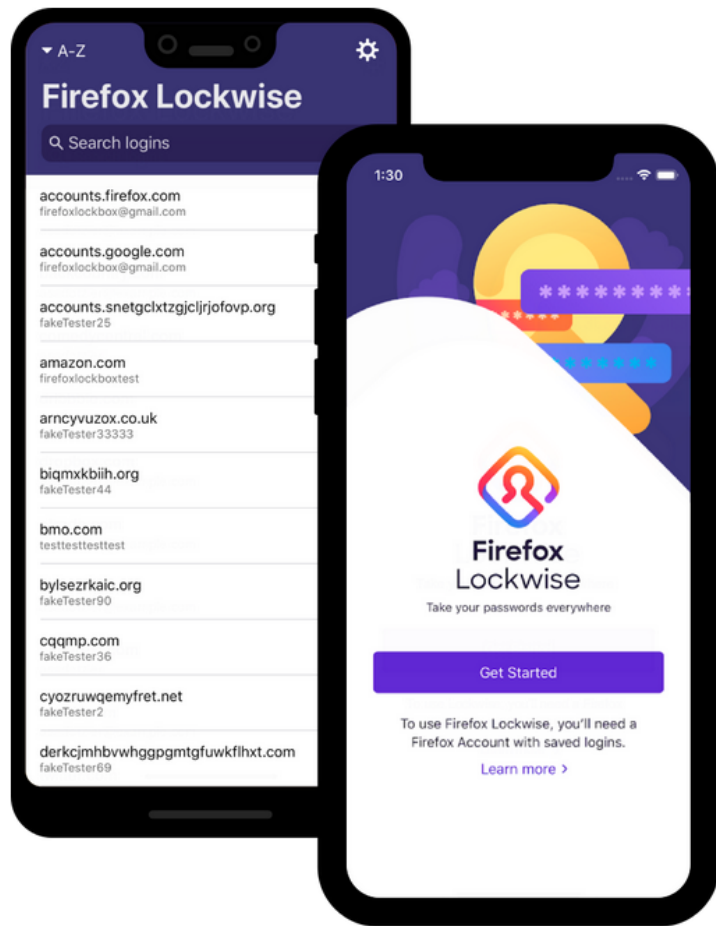 A-Z
Firefox Lockwise
Search logins
accounts.firefox.com
firefoxlockbox@gmail.com
accounts.google.com
firefoxlockbox@gmail.com
accounts.snetgclxtzgjcljrjofovp.org
fakeTester25
amazon.com
firefoxlockboxtest
arncyvuzox.co.uk
fakeTester33333
biqmxkbiih.org
fakeTester44
bmo.com
testtesttesttest
bylsezrkaic.org
fakeTester90
cqqmp.com
fakeTester36
cyozruwqemyfret.net
fakeTester2
derkcjmhbvwhggpgmtgfuwkflhxt.com
fakeTester69
1:30
********
*****
******
Firefox
Lockwise
Take your passwords everywhere
Get Started
To use Firefox Lockwise, you'll need a
Firefox Account with saved logins.
Learn more >